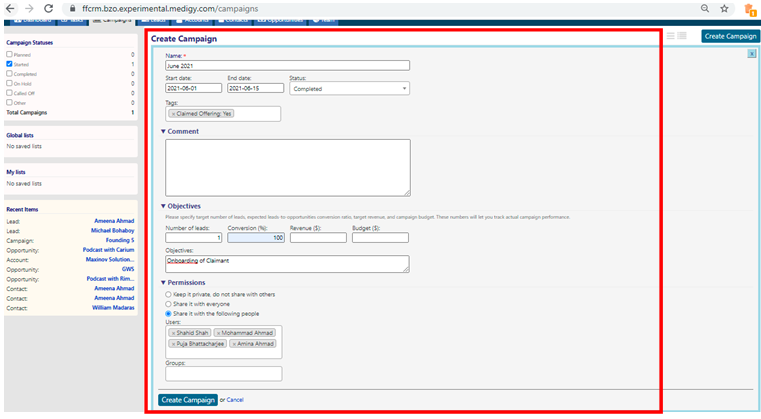 ffcrm.bzo.experimental.medigy.com/campaigns
Dashboard Tasks Campaigns Leads Accounts Contacts Opportunities Team
Campaign Statuses
Planned 0
Started 1
Completed 0
On Hold 0
Called Off 0
Other 0
Total Campaigns 1
Global lists
No saved lists
My lists
No saved lists
Recent Items
Lead: Ameena Ahmad
Lead: Michael Bohaboy
Campaign: Founding 5
Opportunity: Podcast with Carium
Account: Maxinov Solution...
Opportunity: GWS
Opportunity: Podcast with Rim...
Contact: Ameena Ahmad
Contact: Ameena Ahmad
Contact: William Madaras
Create Campaign
Create Campaign
x
Name: *
June 2021
Start date: End date: Status:
2021-06-01 2021-06-15 Completed
Tags:
× Claimed Offering: Yes
▼ Comment
▼ Objectives
Please specify target number of leads, expected leads-to-opportunities conversion ratio, target revenue, and campaign budget. These numbers will let you track actual campaign performance.
Number of leads: Conversion (%): Revenue ($): Budget ($):
1 100
Objectives:
Onboarding of Claimant
▼ Permissions
Keep it private, do not share with others
Share it with everyone
Share it with the following people
Users:
× Shahid Shah × Mohammad Ahmad
× Puja Bhattacharjee × Amina Ahmad
Groups:
Create Campaign or Cancel